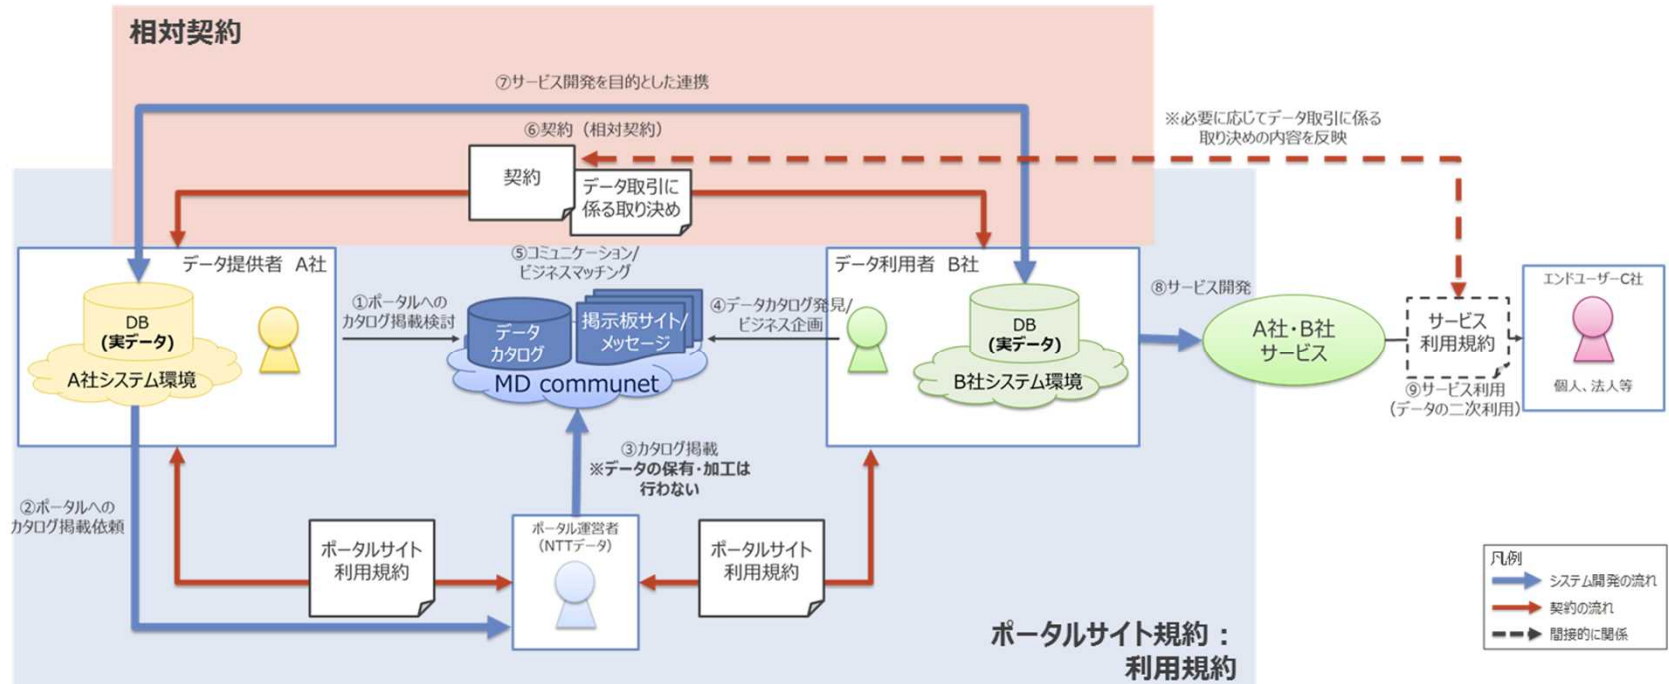 相対契約
⑦サービス開発を目的とした連携
⑥契約（相対契約）
※必要に応じてデータ取引に係る
取り決めの内容を反映
契約
データ取引に
係る取り決め
データ提供者　A社
DB
(実データ)
A社システム環境
①ポータルへの
カタログ掲載検討
⑤コミュニケーション/
ビジネスマッチング
データ
カタログ
掲示板サイト/
メッセージ
MD communet
④データカタログ発見/
ビジネス企画
データ利用者　B社
DB
(実データ)
B社システム環境
⑧サービス開発
A社・B社
サービス
サービス
利用規約
⑨サービス利用
(データの二次利用)
エンドユーザーC社
個人、法人等
②ポータルへの
カタログ掲載依頼
③カタログ掲載
※データの保有・加工は
行わない
ポータルサイト
利用規約
ポータル運営者
(NTTデータ)
ポータルサイト
利用規約
ポータルサイト規約：
利用規約
凡例
システム開発の流れ
契約の流れ
間接的に関係